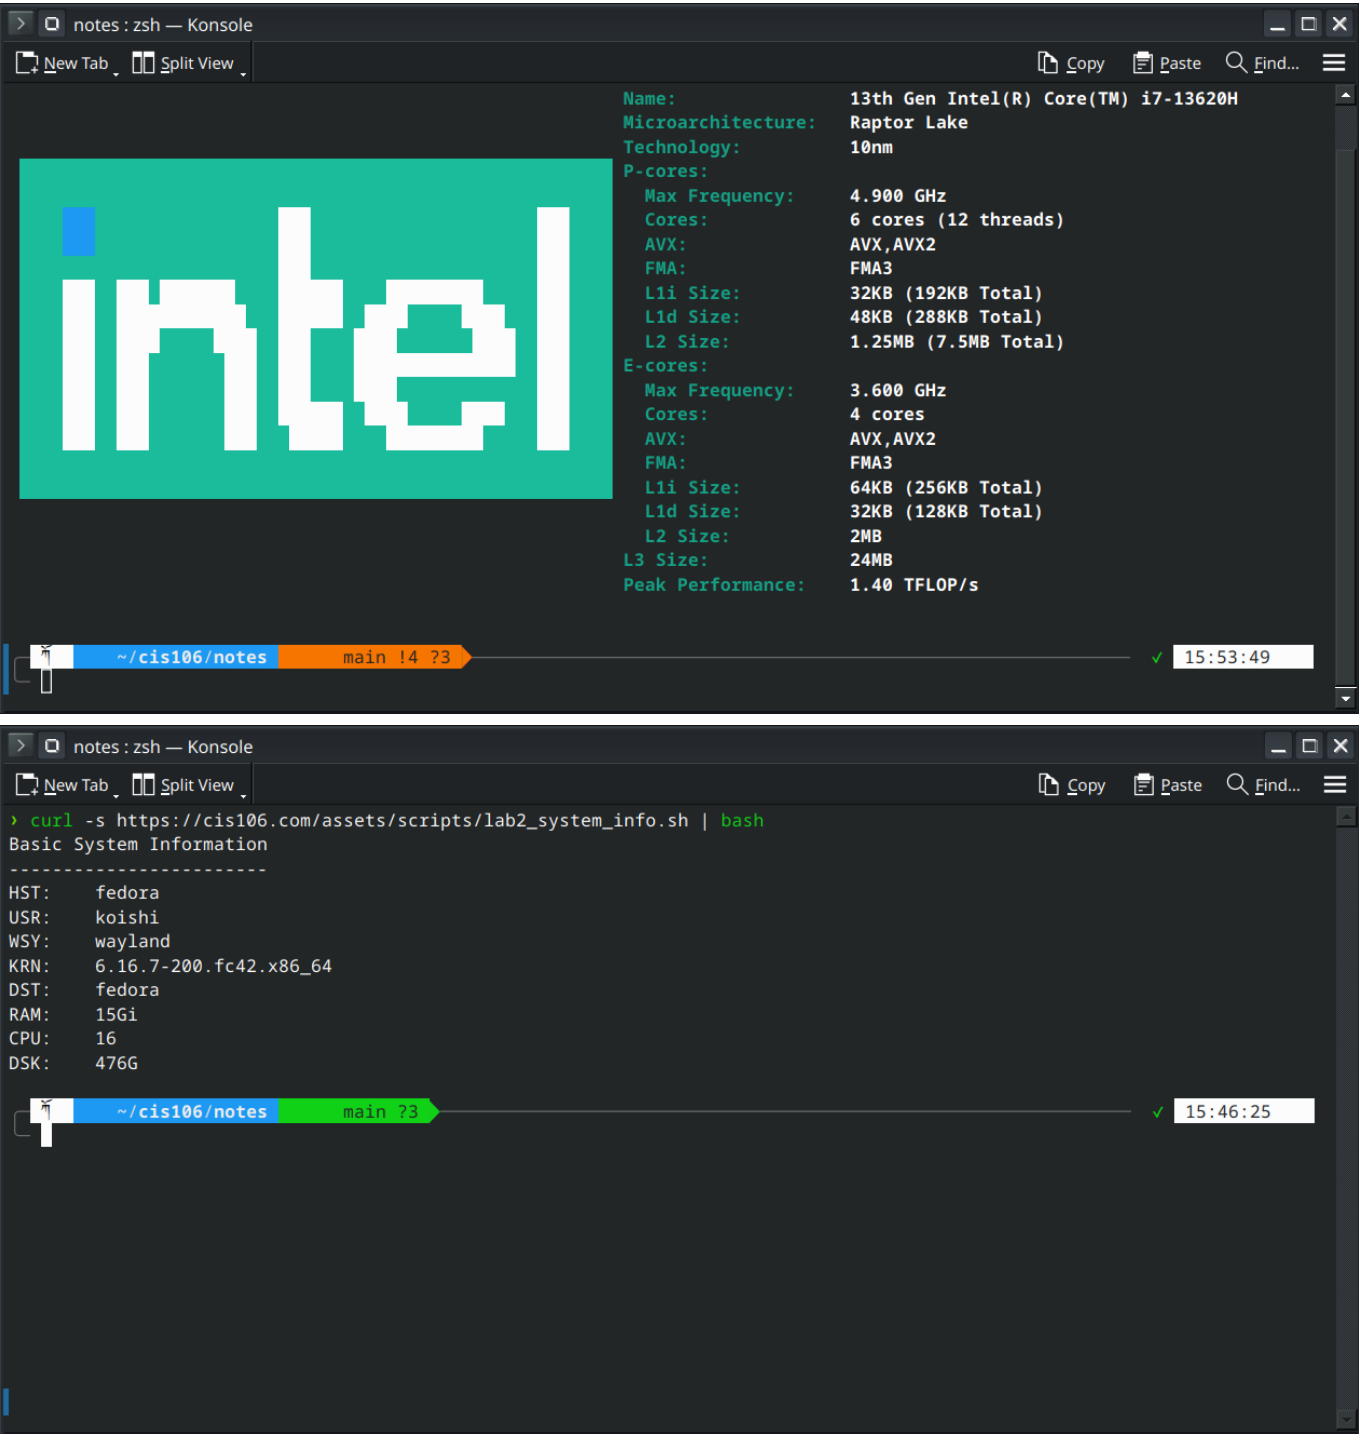 notes : zsh — Konsole
New Tab Split View Copy Paste Find...
Name: 13th Gen Intel(R) Core(TM) i7-13620H
Microarchitecture: Raptor Lake
Technology: 10nm
P-cores:
Max Frequency: 4.900 GHz
Cores: 6 cores (12 threads)
AVX: AVX,AVX2
FMA: FMA3
L1i Size: 32KB (192KB Total)
L1d Size: 48KB (288KB Total)
L2 Size: 1.25MB (7.5MB Total)
E-cores:
Max Frequency: 3.600 GHz
Cores: 4 cores
AVX: AVX,AVX2
FMA: FMA3
L1i Size: 64KB (256KB Total)
L1d Size: 32KB (128KB Total)
L2 Size: 2MB
L3 Size: 24MB
Peak Performance: 1.40 TFLOP/s
intel
~/cis106/notes main !4 ?3 ✓ 15:53:49
notes : zsh — Konsole
New Tab Split View Copy Paste Find...
❯ curl -s https://cis106.com/assets/scripts/lab2_system_info.sh | bash
Basic System Information
------------------------
HST: fedora
USR: koishi
WSY: wayland
KRN: 6.16.7-200.fc42.x86_64
DST: fedora
RAM: 15Gi
CPU: 16
DSK: 476G
~/cis106/notes main ?3 ✓ 15:46:25